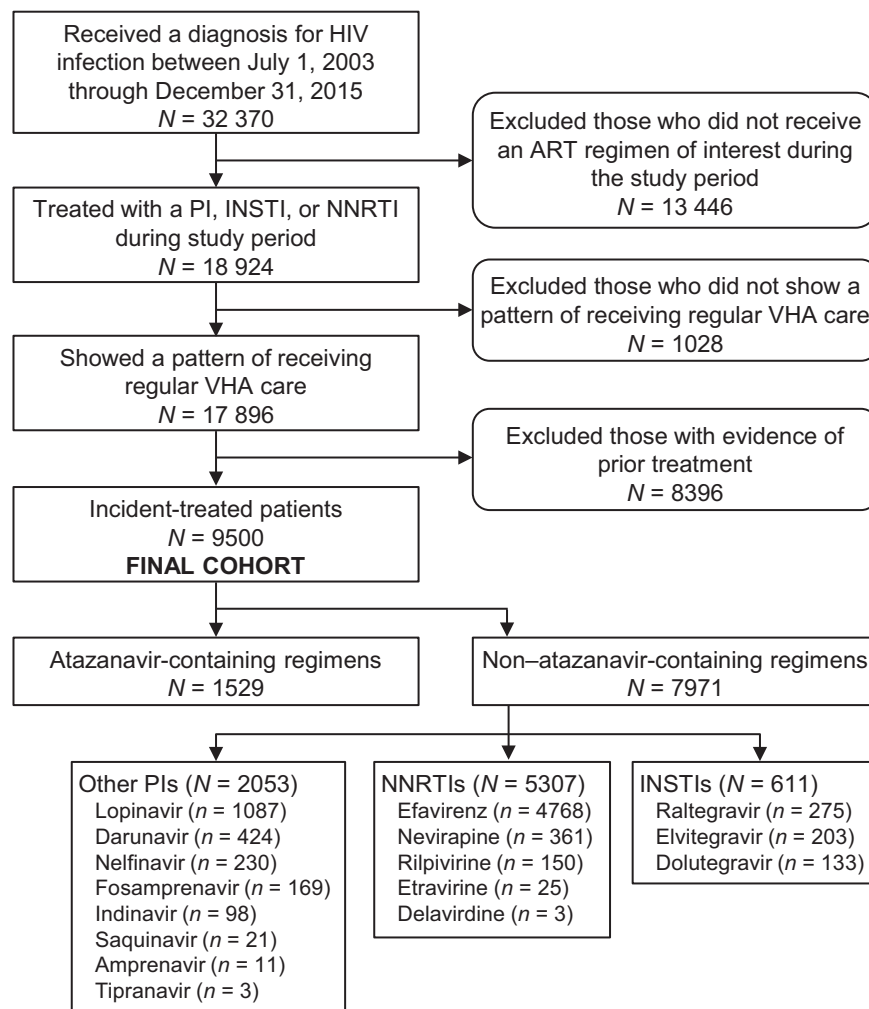 Received a diagnosis for HIV
infection between July 1, 2003
through December 31, 2015
N = 32 370
Excluded those who did not receive
an ART regimen of interest during
the study period
N = 13 446
Treated with a PI, INSTI, or NNRTI
during study period
N = 18 924
Excluded those who did not show a
pattern of receiving regular VHA care
N = 1028
Showed a pattern of receiving
regular VHA care
N = 17 896
Excluded those with evidence of
prior treatment
N = 8396
Incident-treated patients
N = 9500
FINAL COHORT
Atazanavir-containing regimens
N = 1529
Non–atazanavir-containing regimens
N = 7971
Other PIs (N = 2053)
Lopinavir (n = 1087)
Darunavir (n = 424)
Nelfinavir (n = 230)
Fosamprenavir (n = 169)
Indinavir (n = 98)
Saquinavir (n = 21)
Amprenavir (n = 11)
Tipranavir (n = 3)
NNRTIs (N = 5307)
Efavirenz (n = 4768)
Nevirapine (n = 361)
Rilpivirine (n = 150)
Etravirine (n = 25)
Delavirdine (n = 3)
INSTIs (N = 611)
Raltegravir (n = 275)
Elvitegravir (n = 203)
Dolutegravir (n = 133)